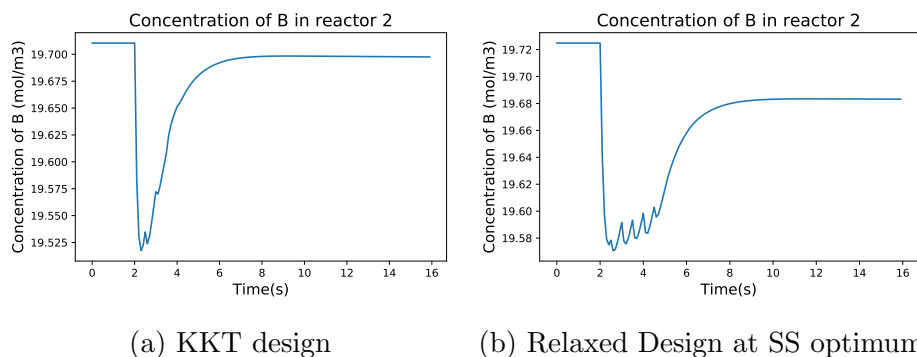 Concentration of B in reactor 2
Concentration of B (mol/m3)
19.700
19.675
19.650
19.625
19.600
19.575
19.550
19.525
0 2 4 6 8 10 12 14 16
Time(s)
(a) KKT design
Concentration of B in reactor 2
Concentration of B (mol/m3)
19.72
19.70
19.68
19.66
19.64
19.62
19.60
19.58
0 2 4 6 8 10 12 14 16
Time(s)
(b) Relaxed Design at SS optimum